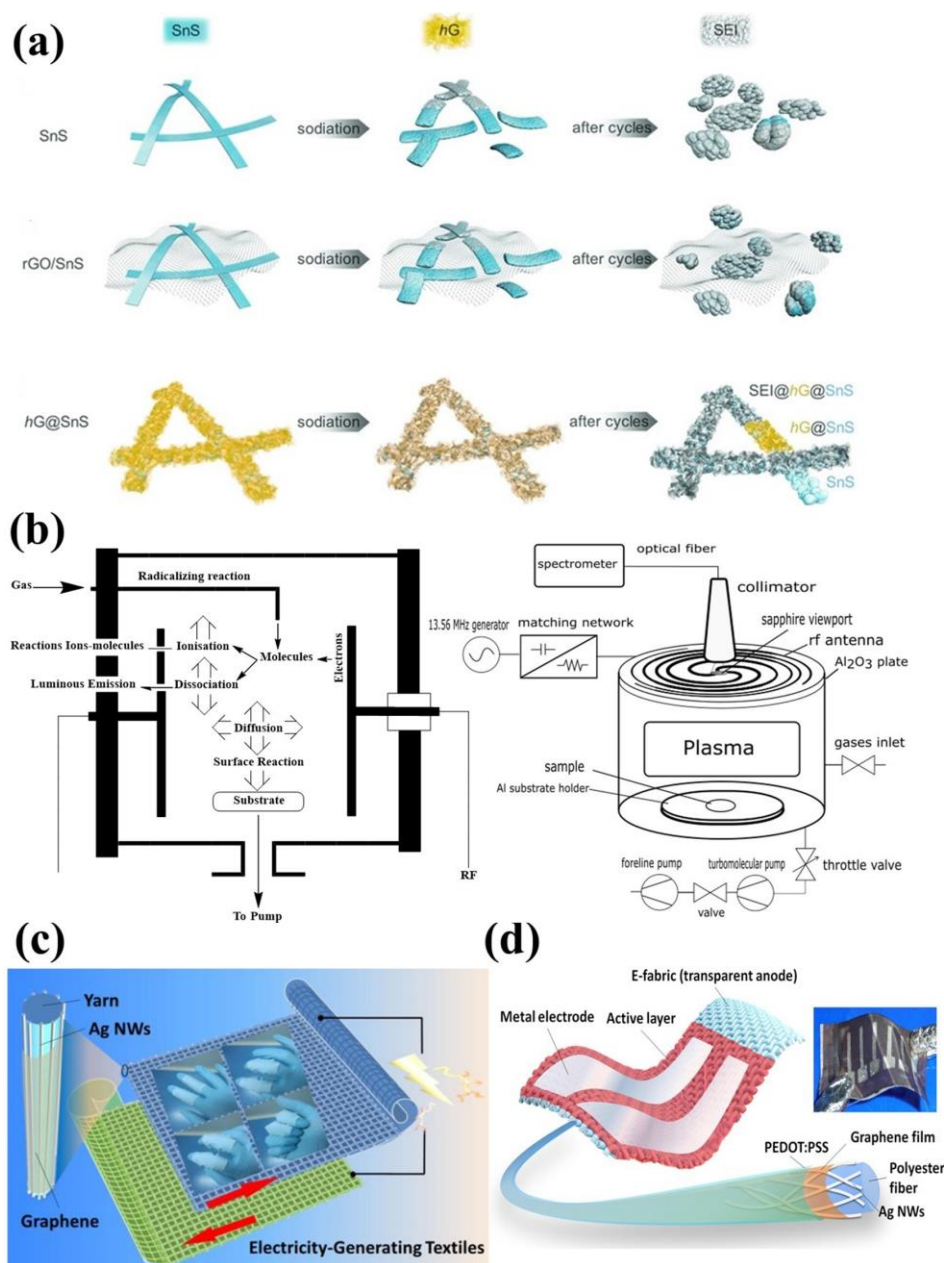 (a)
SnS
hG
SEI
SnS
sodiation
after cycles
rGO/SnS
sodiation
after cycles
hG@SnS
sodiation
after cycles
SEI@hG@SnS
hG@SnS
SnS
(b)
Gas
Radicalizing reaction
Reactions Ions-molecules
Ionisation
Molecules
Electrons
Luminous Emission
Dissociation
Diffusion
Surface Reaction
Substrate
RF
To Pump
optical fiber
spectrometer
collimator
13.56 MHz generator
matching network
sapphire viewport
rf antenna
Al2O3 plate
Plasma
gases inlet
sample
Al substrate holder
foreline pump
turbomolecular pump
throttle valve
valve
(c)
Yarn
Ag NWs
Graphene
Electricity-Generating Textiles
(d)
E-fabric (transparent anode)
Metal electrode
Active layer
PEDOT:PSS
Graphene film
Polyester
fiber
Ag NWs